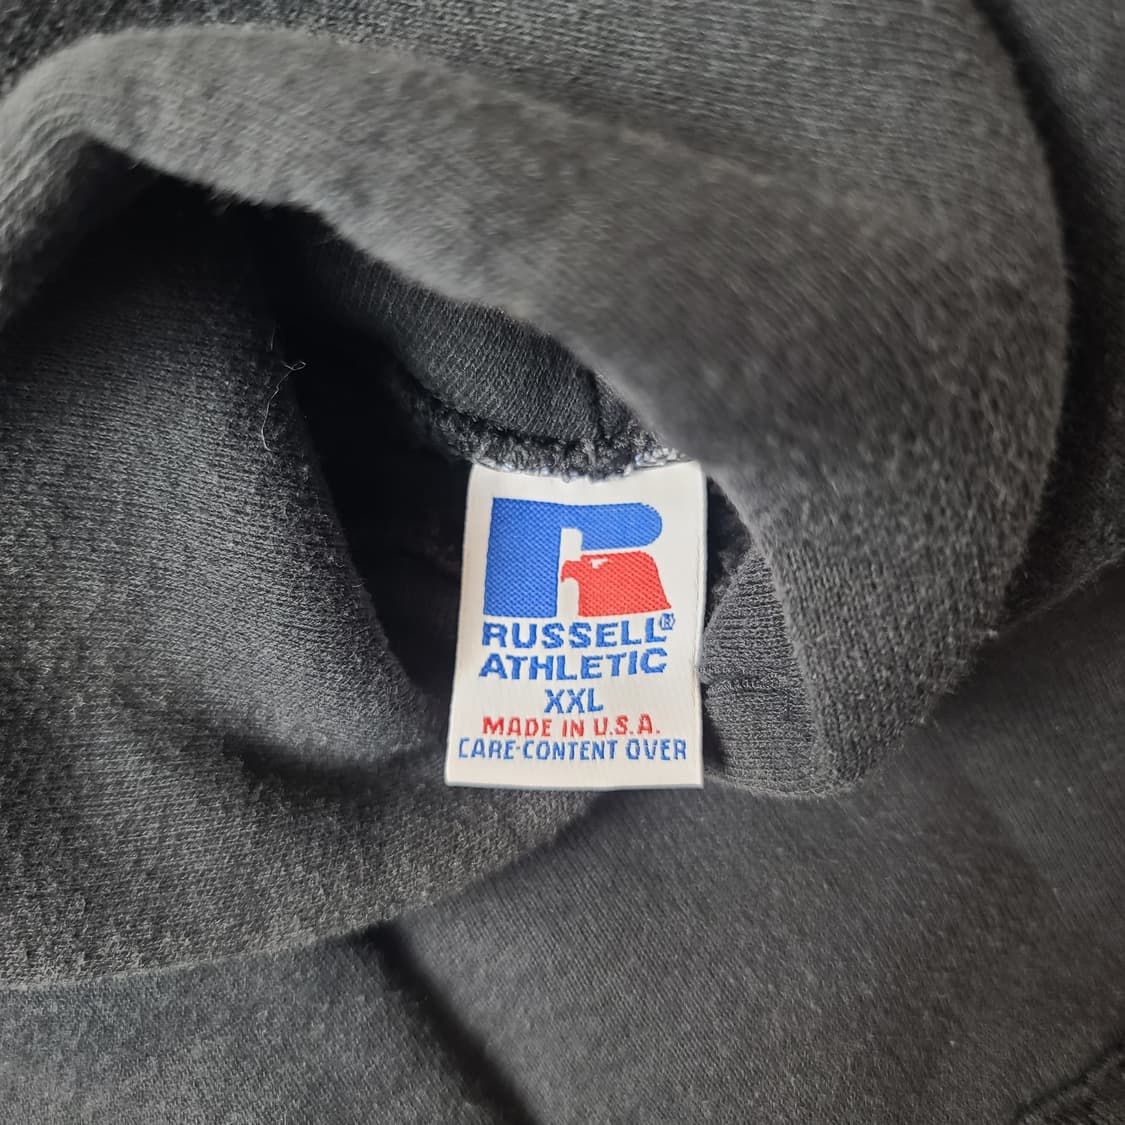 RUSSELL®
ATHLETIC
XXL
MADE IN U.S.A.
CARE-CONTENT OVER